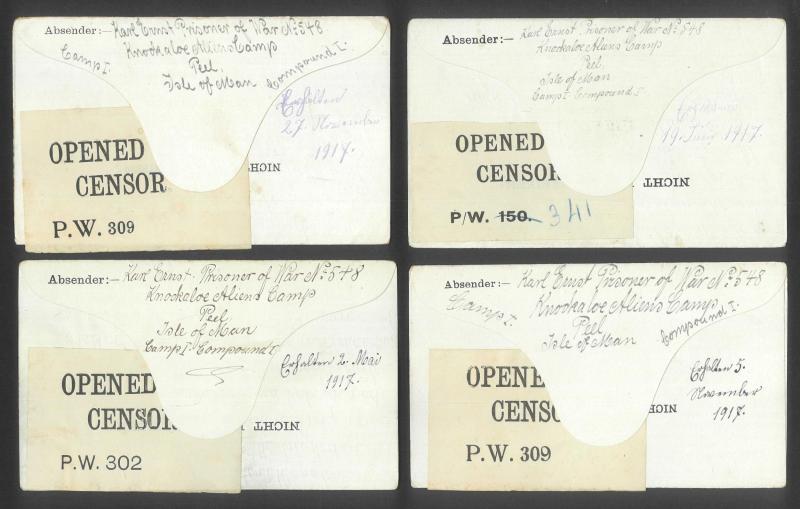 Absender:— Karl Ernst Prisoner of War No 548
Knockaloe Aliens Camp
Camp I.
Peel.
Isle of Man
Compound I.
Erhalten
27. November
1917.
OPENED
CENSOR
P.W. 309
NICHT
Absender:— Karl Ernst Prisoner of War No 548
Knockaloe Aliens Camp
Peel,
Isle of Man
Camp I. Compound I.
Erhalten
19. Juny 1917.
OPENED
CENSOR
P/W. 150. 341
NICHT
Absender:— Karl Ernst. Prisoner of War No 548
Knockaloe Aliens Camp
Peel
Isle of Man
Camp I. Compound I
Erhalten 2. Mai
1917.
OPENED
CENSOR
P.W. 302
NICHT
Absender:— Karl Ernst Prisoner of War No 548
Knockaloe Aliens Camp
Camp I.
Peel
Isle of Man
Compound I.
Erhalten 5.
November
1917.
OPENE
CENSO
P.W. 309
NICHT